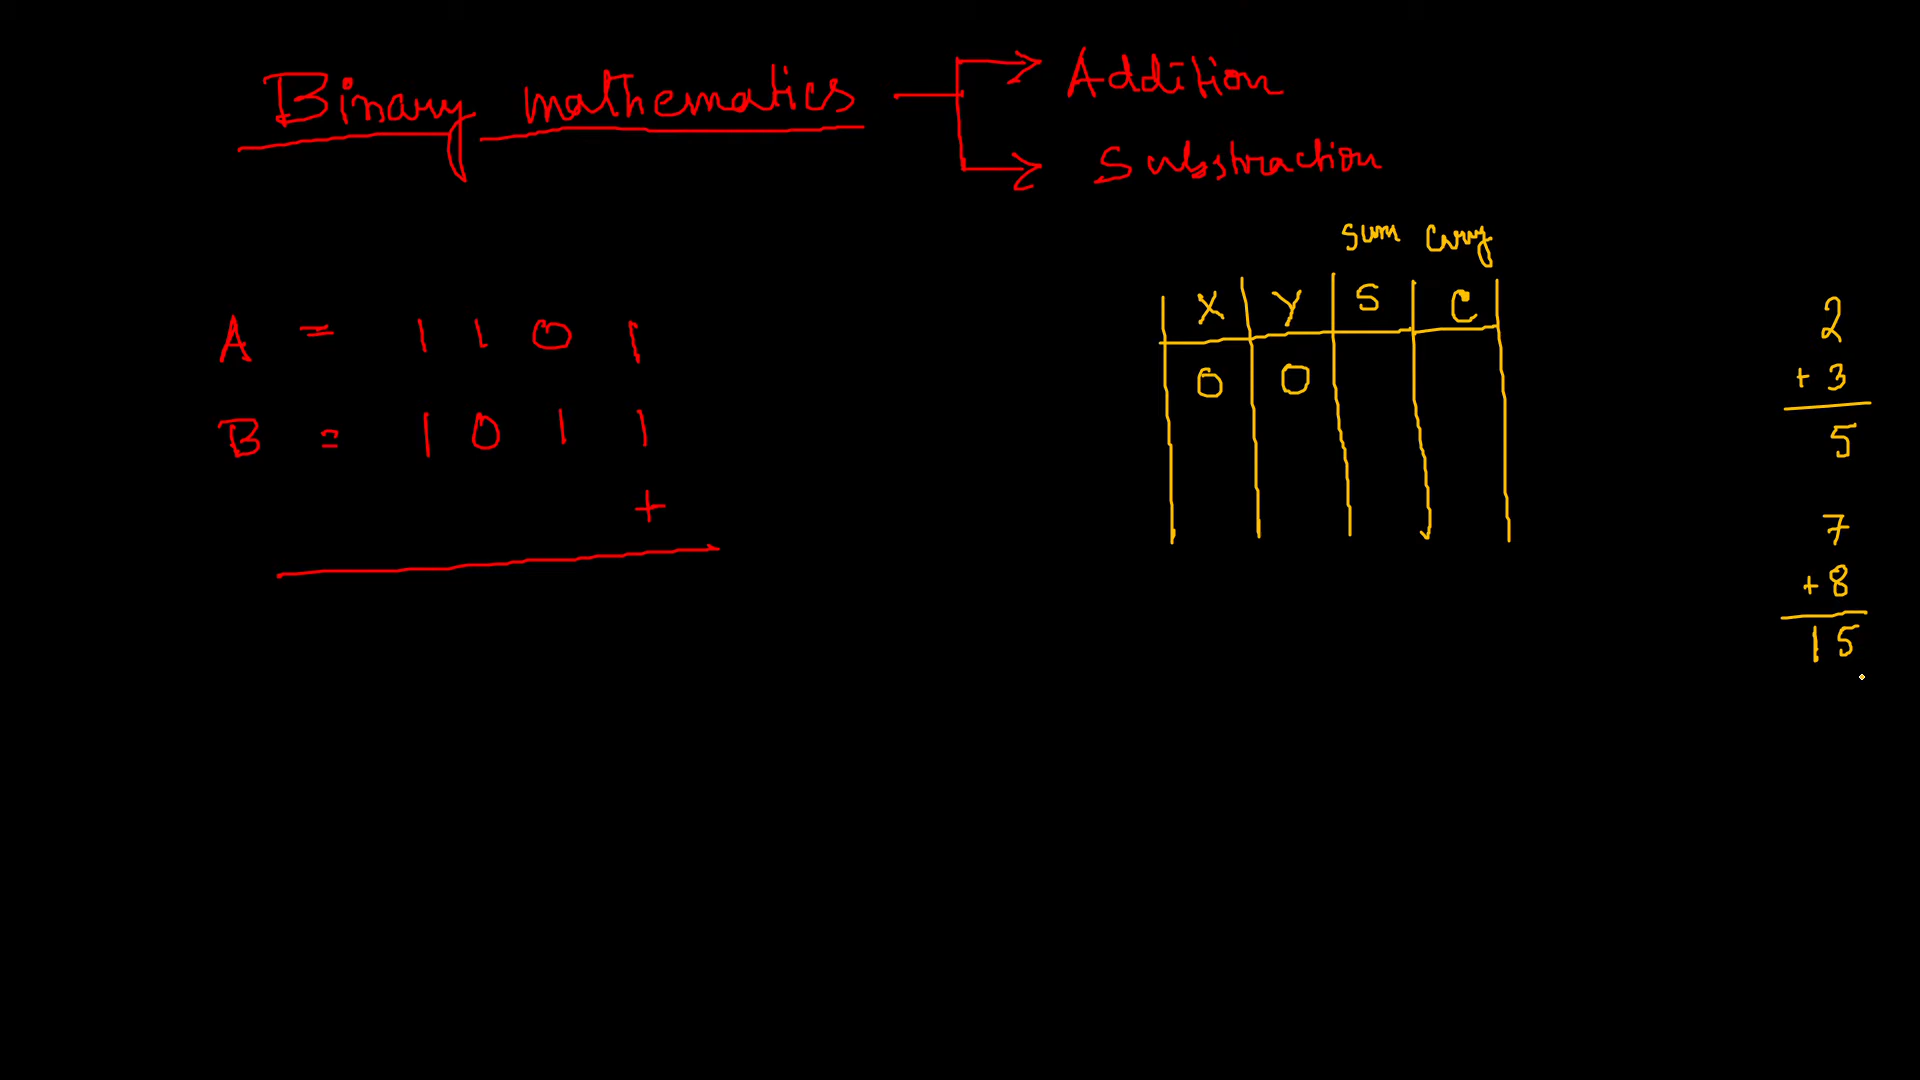 Binary mathematics
Addition
Substraction
A = 1 1 0 1
B = 1 0 1 1
+
sum carry
X Y S C
0 0
2
+ 3
5
7
+ 8
15